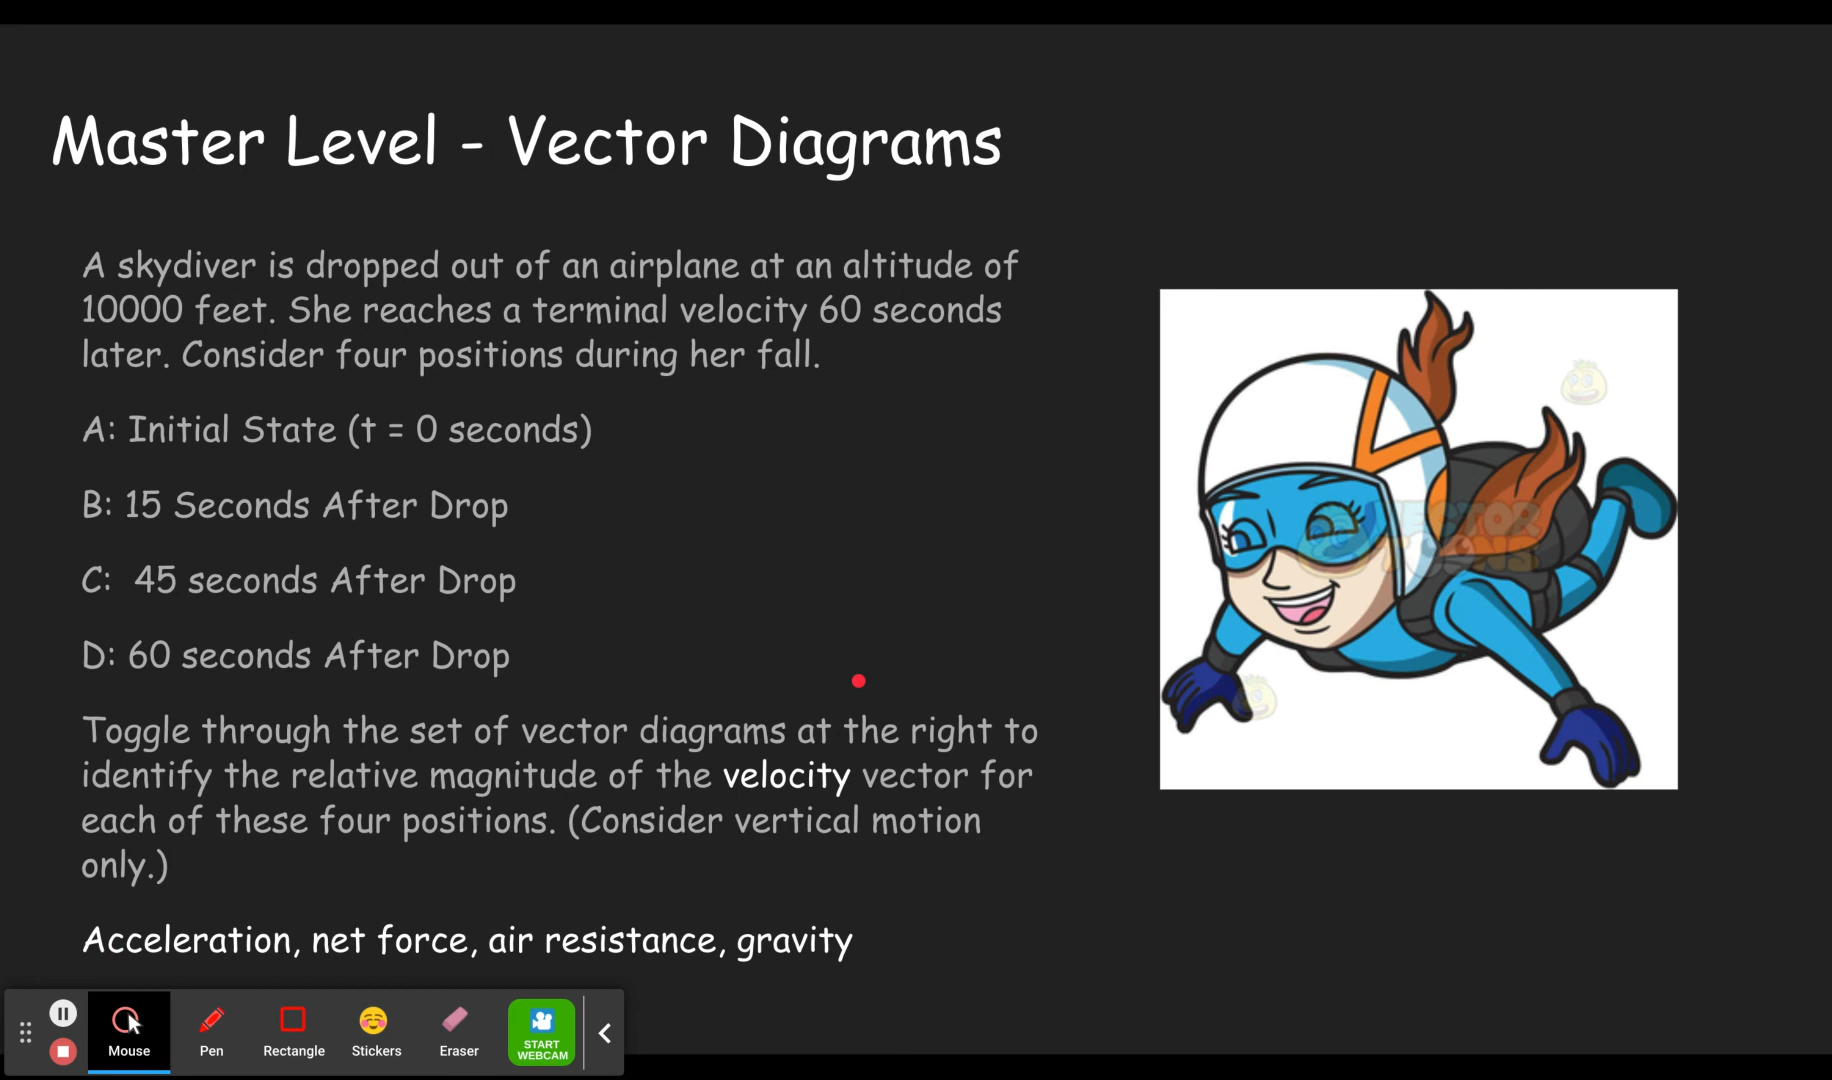 Master Level - Vector Diagrams
A skydiver is dropped out of an airplane at an altitude of
10000 feet. She reaches a terminal velocity 60 seconds
later. Consider four positions during her fall.
A: Initial State (t = 0 seconds)
B: 15 Seconds After Drop
C: 45 seconds After Drop
D: 60 seconds After Drop
Toggle through the set of vector diagrams at the right to
identify the relative magnitude of the velocity vector for
each of these four positions. (Consider vertical motion
only.)
Acceleration, net force, air resistance, gravity
VECTOR
TOONS
Mouse
Pen
Rectangle
Stickers
Eraser
START
WEBCAM